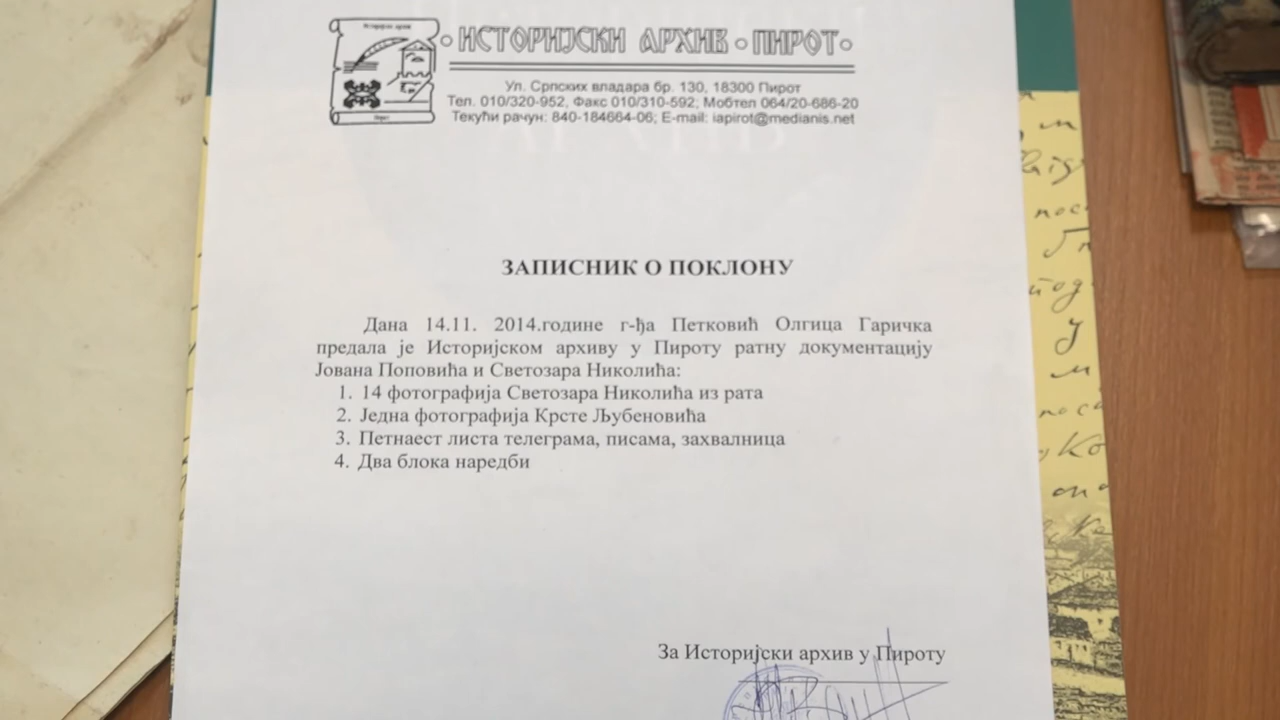 ИСТОРИЈСКИ АРХИВ ПИРОТ
Ул. Српских владара бр. 130, 18300 Пирот
Тел. 010/320-952, Факс 010/310-592; Мобтел 064/20-686-20
Текући рачун: 840-184664-06; E-mail: iapirot@medianis.net
ЗАПИСНИК О ПОКЛОНУ
Дана 14.11. 2014.године г-ђа Петковић Олгица Гаричка
предала је Историјском архиву у Пироту ратну документацију
Јована Поповића и Светозара Николића:
1. 14 фотографија Светозара Николића из рата
2. Једна фотографија Крсте Љубеновића
3. Петнаест листа телеграма, писама, захвалница
4. Два блока наредби
За Историјски архив у Пироту